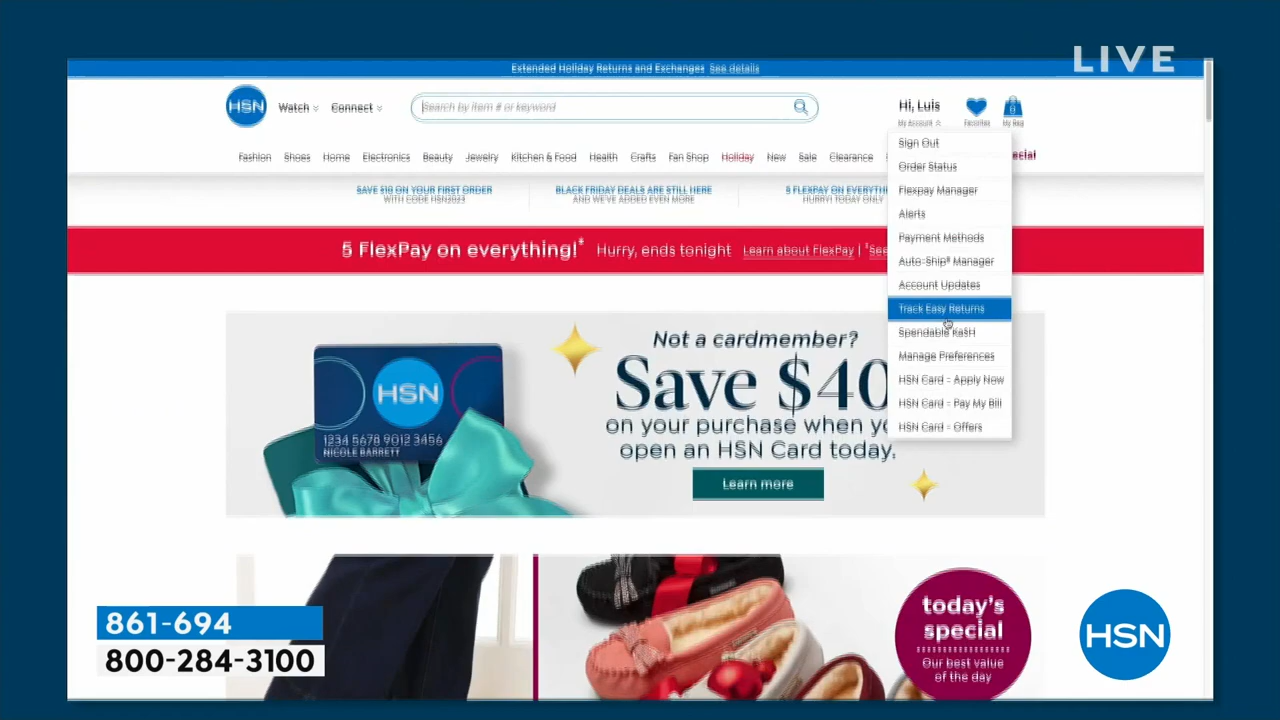 LIVE
Extended Holiday Returns and Exchanges See details
HSN
Watch
Connect
Search by item # or keyword
Hi, Luis
My Account
Favorites
My Bag
Fashion Shoes Home Electronics Beauty Jewelry Kitchen & Food Health Crafts Fan Shop Holiday New Sale Clearance
SAVE $10 ON YOUR FIRST ORDER
WITH CODE HSN2023
BLACK FRIDAY DEALS ARE STILL HERE
AND WE'VE ADDED EVEN MORE
5 FLEXPAY ON EVERYTHI
HURRY! TODAY ONLY
5 FlexPay on everything!* Hurry, ends tonight Learn about FlexPay | †See
Sign Out
Order Status
Flexpay Manager
Alerts
Payment Methods
Auto-Ship® Manager
Account Updates
Track Easy Returns
Spendable Ka$H
Manage Preferences
HSN Card - Apply Now
HSN Card - Pay My Bill
HSN Card - Offers
HSN
1234 5678 9012 3456
NICOLE BARRETT
Not a cardmember?
Save $40
on your purchase when yo
open an HSN Card today.
Learn more
today's
special
Our best value
of the day
861-694
800-284-3100
HSN